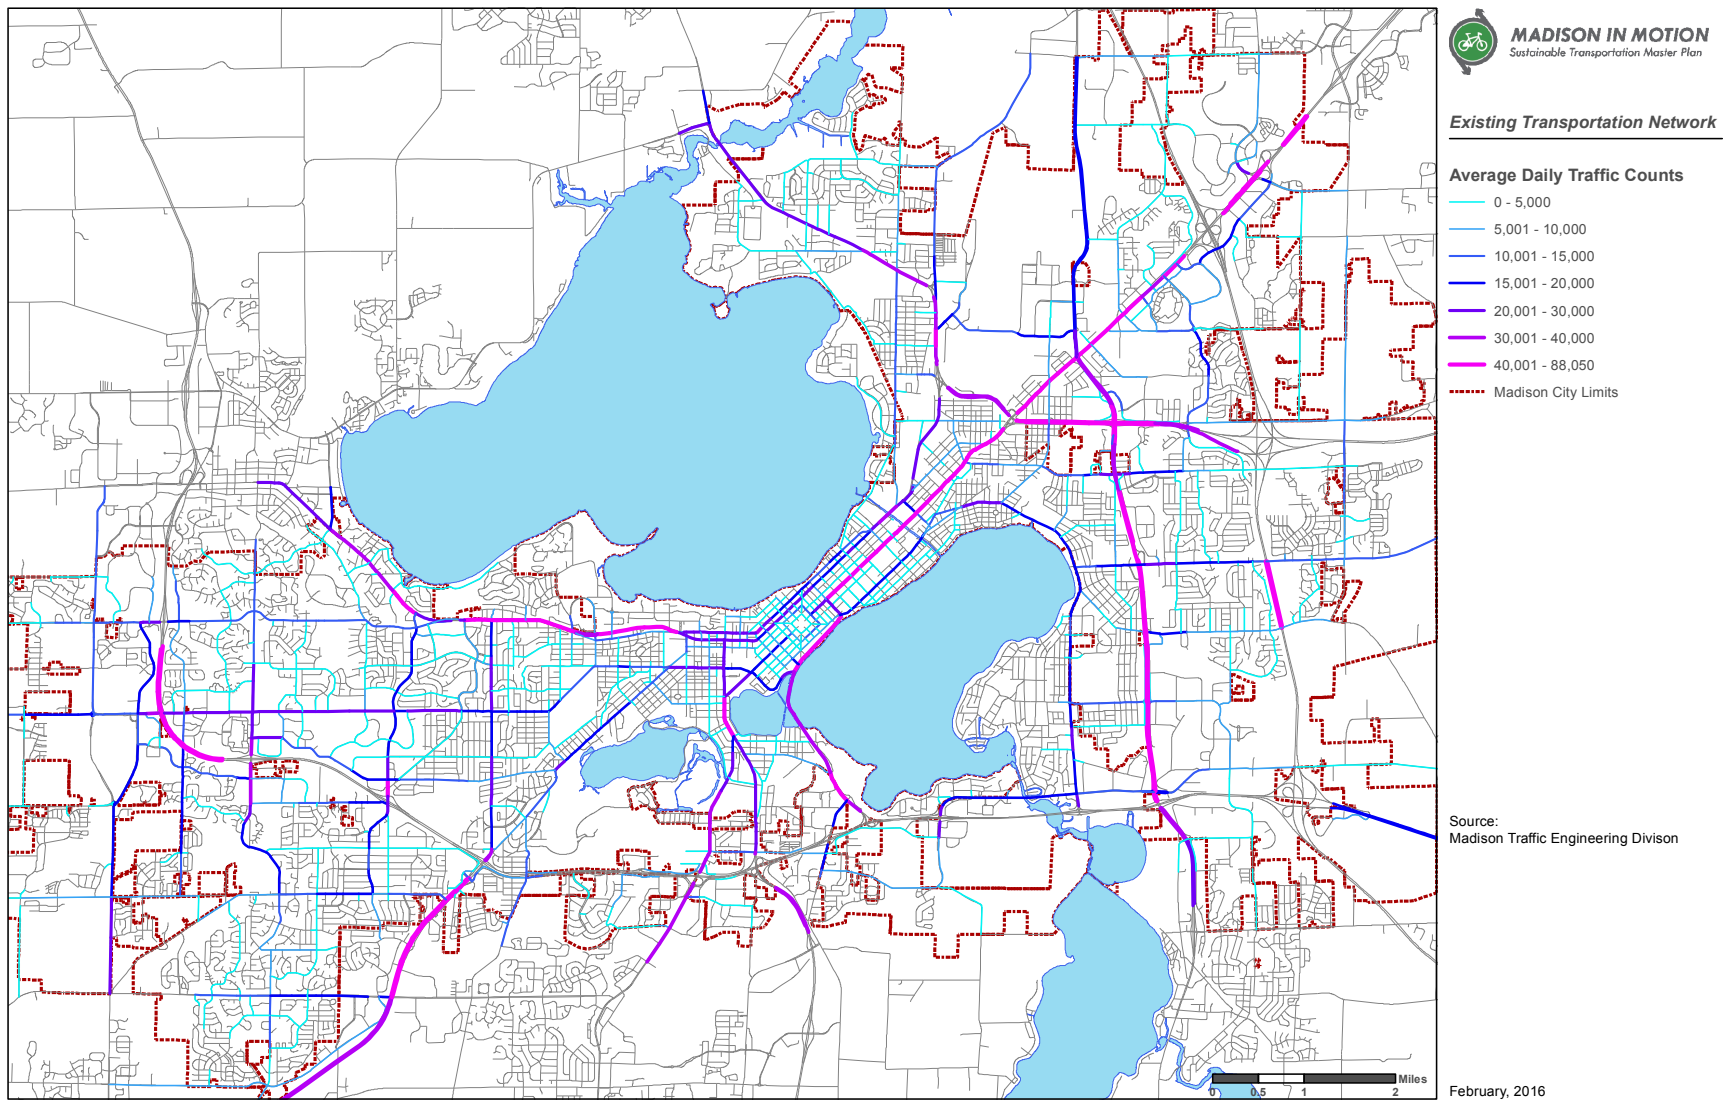 MADISON IN MOTION
Sustainable Transportation Master Plan
Existing Transportation Network
Average Daily Traffic Counts
0 - 5,000
5,001 - 10,000
10,001 - 15,000
15,001 - 20,000
20,001 - 30,000
30,001 - 40,000
40,001 - 88,050
Madison City Limits
Source:
Madison Traffic Engineering Divison
Miles
0 0.5 1 2
February, 2016